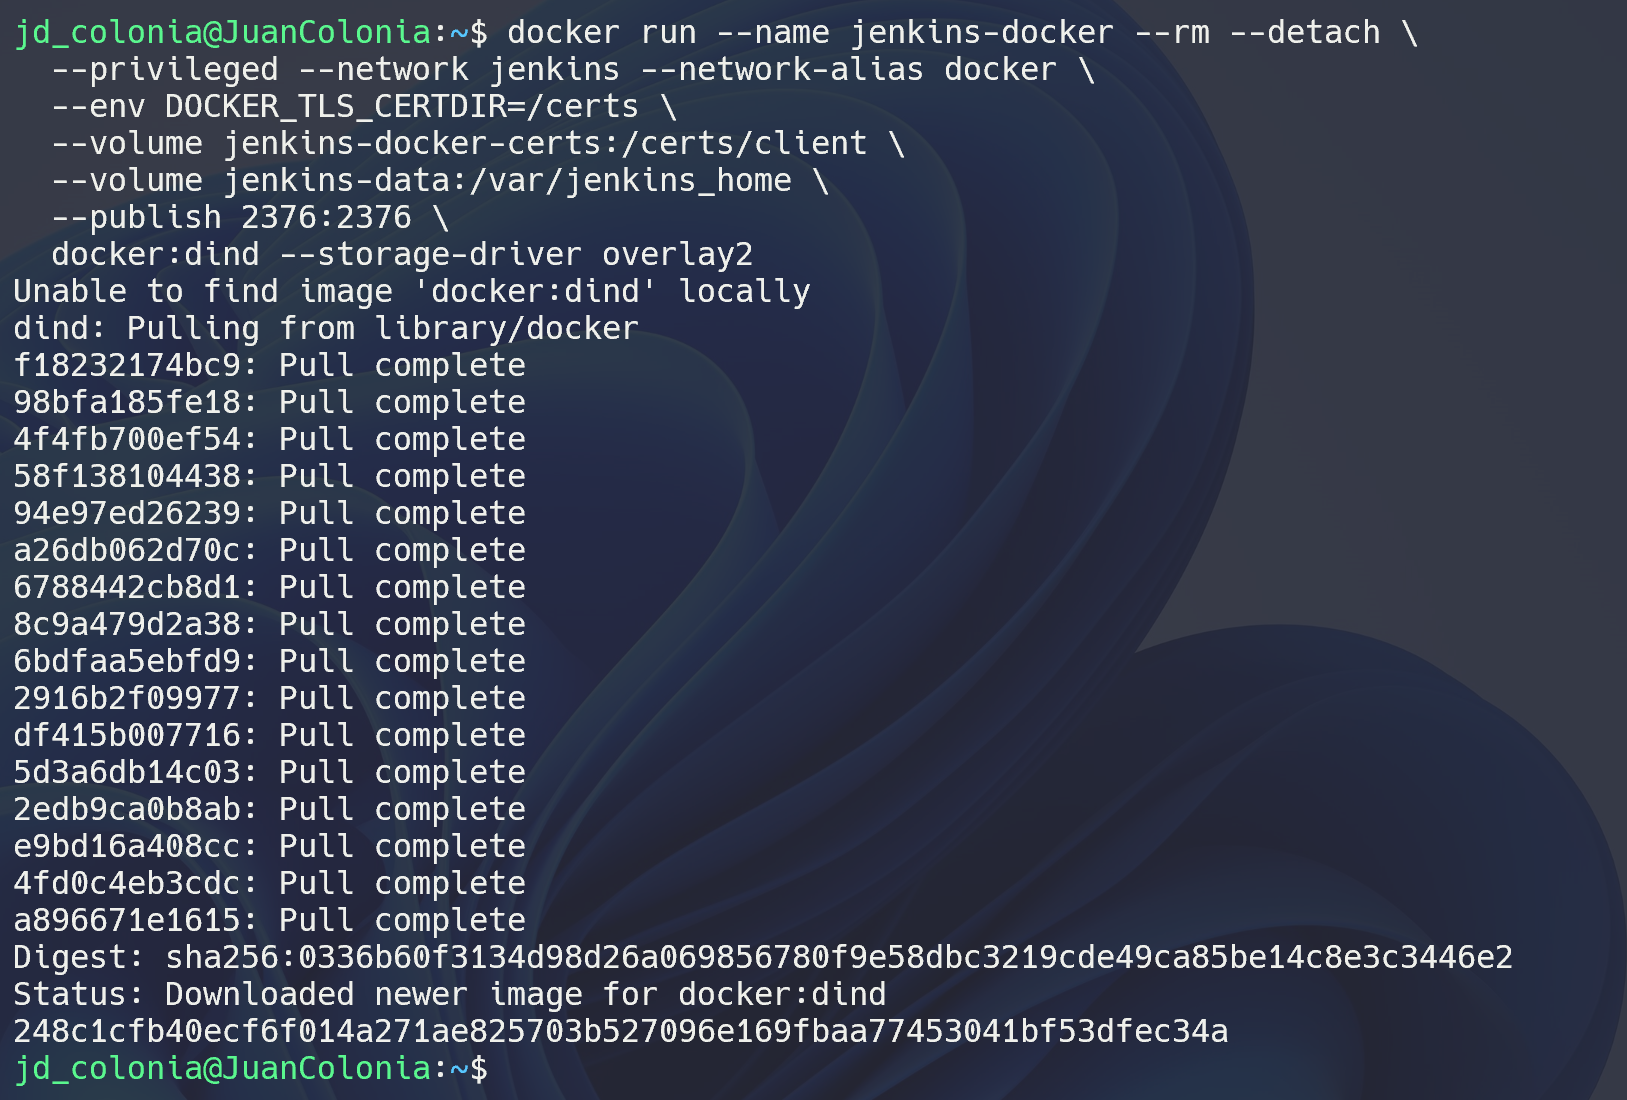 jd_colonia@JuanColonia:~$ docker run --name jenkins-docker --rm --detach \
  --privileged --network jenkins --network-alias docker \
  --env DOCKER_TLS_CERTDIR=/certs \
  --volume jenkins-docker-certs:/certs/client \
  --volume jenkins-data:/var/jenkins_home \
  --publish 2376:2376 \
  docker:dind --storage-driver overlay2
Unable to find image 'docker:dind' locally
dind: Pulling from library/docker
f18232174bc9: Pull complete
98bfa185fe18: Pull complete
4f4fb700ef54: Pull complete
58f138104438: Pull complete
94e97ed26239: Pull complete
a26db062d70c: Pull complete
6788442cb8d1: Pull complete
8c9a479d2a38: Pull complete
6bdfaa5ebfd9: Pull complete
2916b2f09977: Pull complete
df415b007716: Pull complete
5d3a6db14c03: Pull complete
2edb9ca0b8ab: Pull complete
e9bd16a408cc: Pull complete
4fd0c4eb3cdc: Pull complete
a896671e1615: Pull complete
Digest: sha256:0336b60f3134d98d26a069856780f9e58dbc3219cde49ca85be14c8e3c3446e2
Status: Downloaded newer image for docker:dind
248c1cfb40ecf6f014a271ae825703b527096e169fbaa77453041bf53dfec34a
jd_colonia@JuanColonia:~$